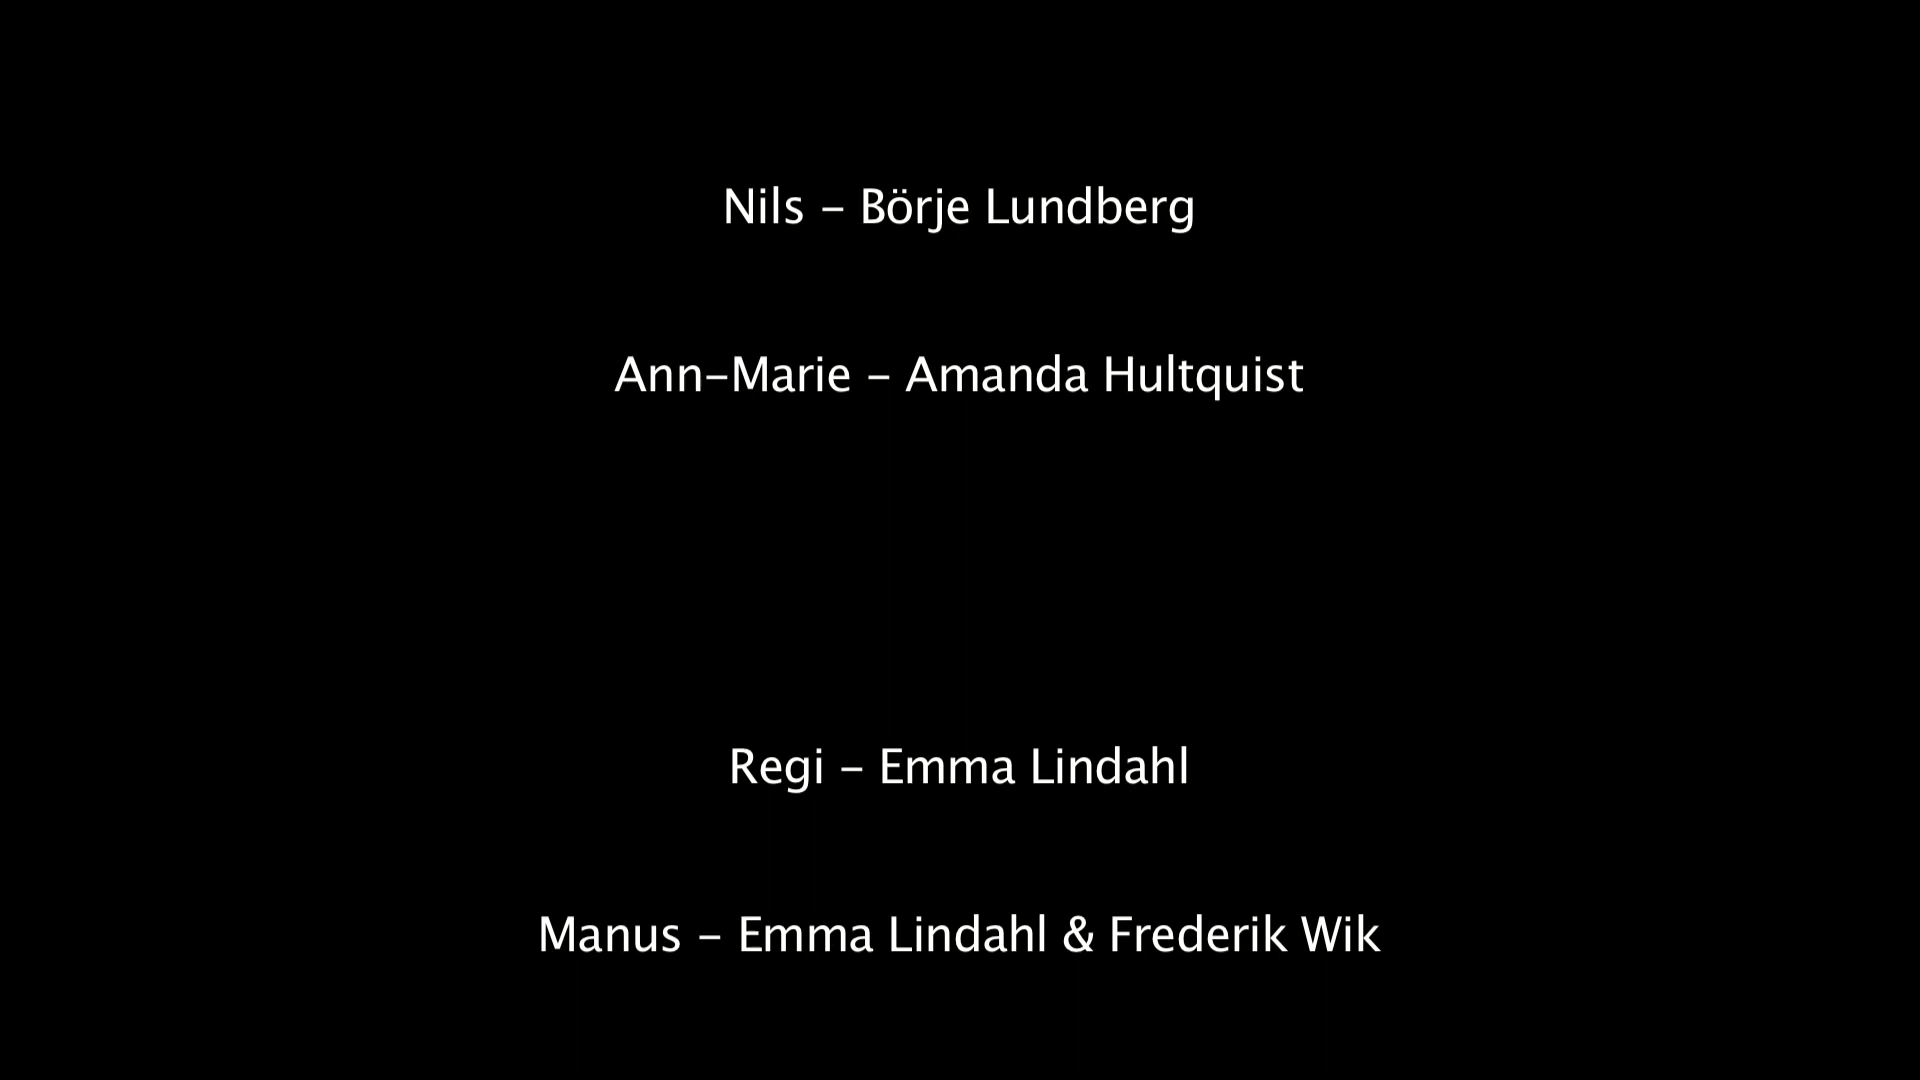 Nils – Börje Lundberg
Ann-Marie – Amanda Hultquist
Regi – Emma Lindahl
Manus – Emma Lindahl & Frederik Wik